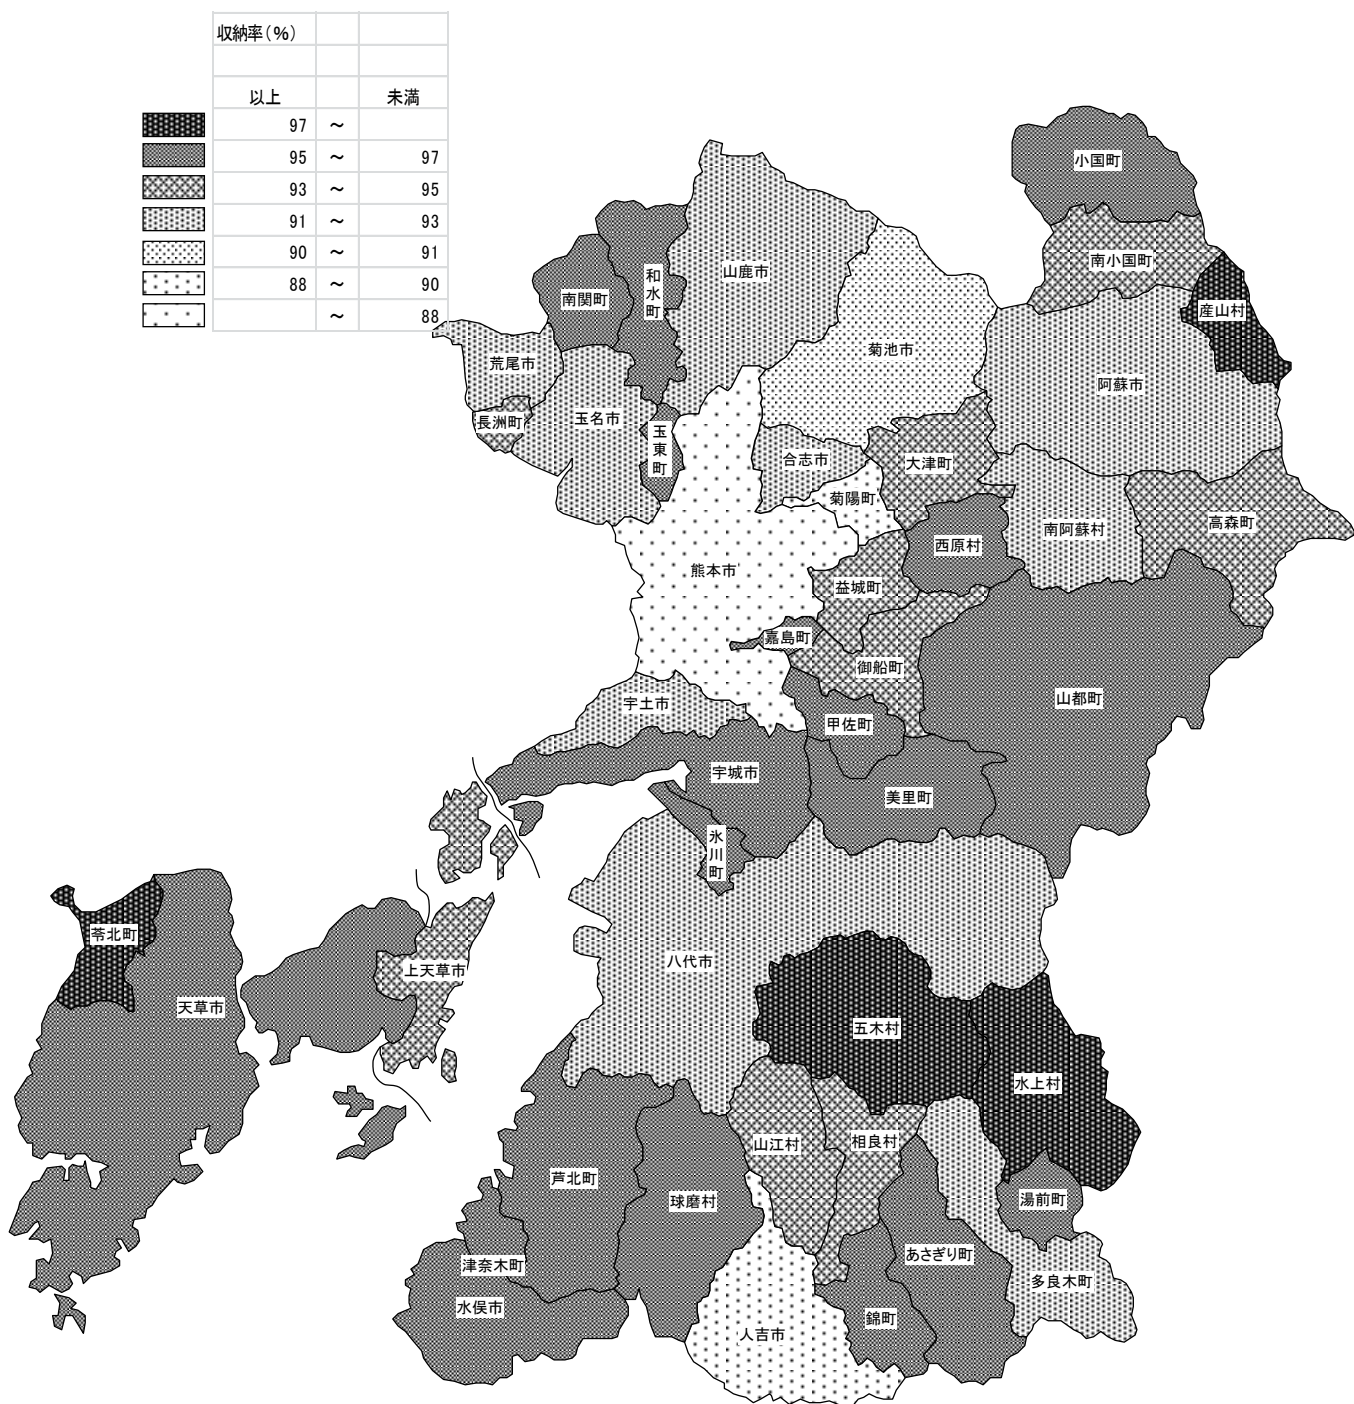 収納率(％)
以上 未満
97 ～
95 ～ 97
93 ～ 95
91 ～ 93
90 ～ 91
88 ～ 90
～ 88
小国町
南小国町
産山村
山鹿市
和水町
南関町
菊池市
荒尾市
阿蘇市
長洲町
玉名市
玉東町
合志市
大津町
菊陽町
高森町
南阿蘇村
西原村
熊本市
益城町
嘉島町
御船町
山都町
宇土市
甲佐町
宇城市
美里町
氷川町
苓北町
八代市
上天草市
天草市
五木村
水上村
山江村
相良村
芦北町
球磨村
湯前町
あさぎり町
津奈木町
多良木町
水俣市
錦町
人吉市